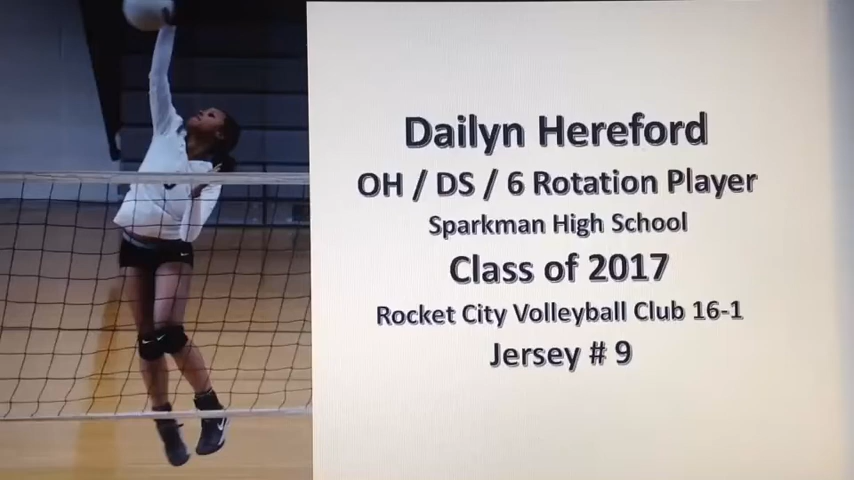 Dailyn Hereford
OH / DS / 6 Rotation Player
Sparkman High School
Class of 2017
Rocket City Volleyball Club 16-1
Jersey # 9